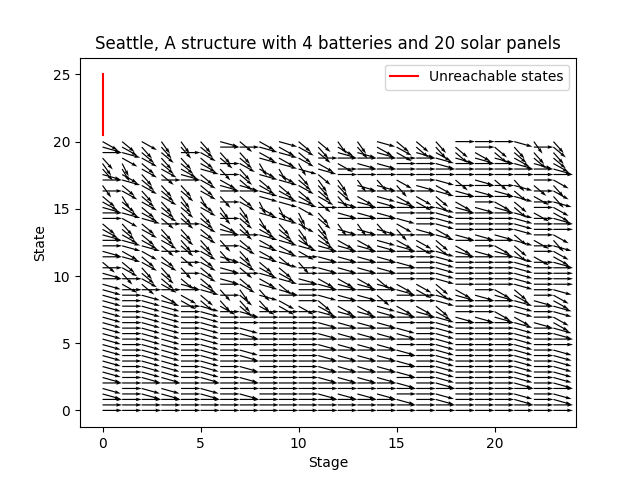 Seattle, A structure with 4 batteries and 20 solar panels
Unreachable states
25
20
15
10
5
0
State
0 5 10 15 20
Stage